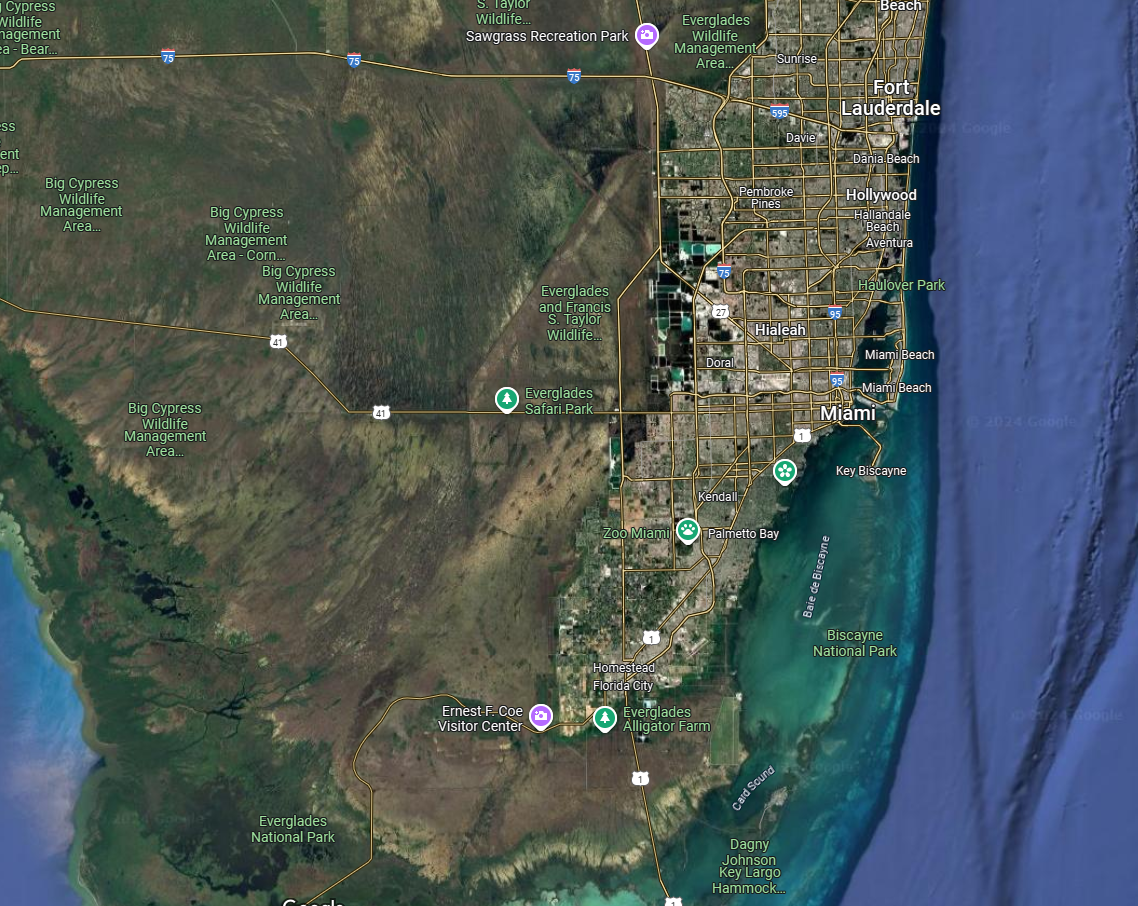 Cypress
Wildlife
S. Taylor
Wildlife...
Beach
Sawgrass Recreation Park
Everglades
Wildlife
Management
Area...
ea - Bear...
75
75
75
Sunrise
Fort
Lauderdale
595
Davie
Dania Beach
Big Cypress
Wildlife
Management
Area...
Pembroke
Pines
Hollywood
Hallandale
Beach
Aventura
Big Cypress
Wildlife
Management
Area - Corn...
Big Cypress
Wildlife
Management
Area...
75
Haulover Park
Everglades
and Francis
S. Taylor
Wildlife...
27
95
Hialeah
41
Miami Beach
Doral
95
Miami Beach
Everglades
Safari Park
41
Miami
Big Cypress
Wildlife
Management
Area...
© 2024 Google
1
Key Biscayne
Kendall
Zoo Miami
Palmetto Bay
Baie de Biscayne
1
Biscayne
National Park
Homestead
Florida City
Ernest F. Coe
Visitor Center
Everglades
Alligator Farm
1
Card Sound
Everglades
National Park
Dagny
Johnson
Key Largo
Hammock...
1
Google